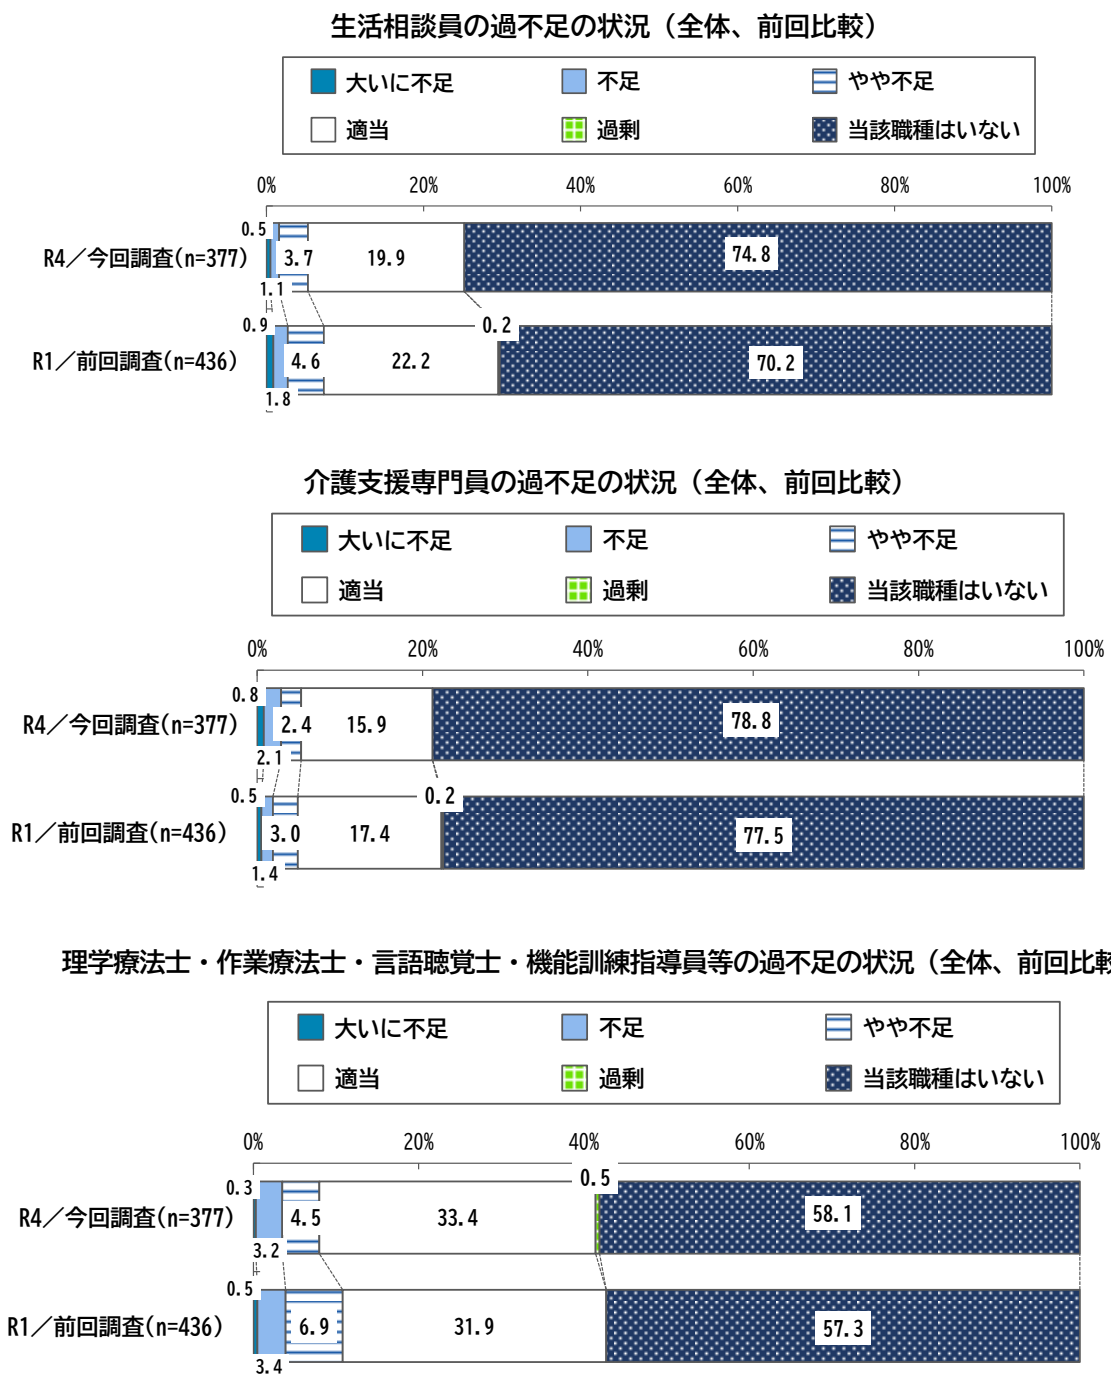 生活相談員の過不足の状況（全体、前回比較）
大いに不足 不足 やや不足
適当 過剰 当該職種はいない
0% 20% 40% 60% 80% 100%
0.5
R4／今回調査(n=377) 3.7 19.9 74.8
1.1
0.9 0.2
R1／前回調査(n=436) 4.6 22.2 70.2
1.8
介護支援専門員の過不足の状況（全体、前回比較）
大いに不足 不足 やや不足
適当 過剰 当該職種はいない
0% 20% 40% 60% 80% 100%
0.8
R4／今回調査(n=377) 2.4 15.9 78.8
2.1
0.5 0.2
R1／前回調査(n=436) 3.0 17.4 77.5
1.4
理学療法士・作業療法士・言語聴覚士・機能訓練指導員等の過不足の状況（全体、前回比較
大いに不足 不足 やや不足
適当 過剰 当該職種はいない
0% 20% 40% 60% 80% 100%
0.3 0.5
R4／今回調査(n=377) 4.5 33.4 58.1
3.2
0.5
R1／前回調査(n=436) 6.9 31.9 57.3
3.4